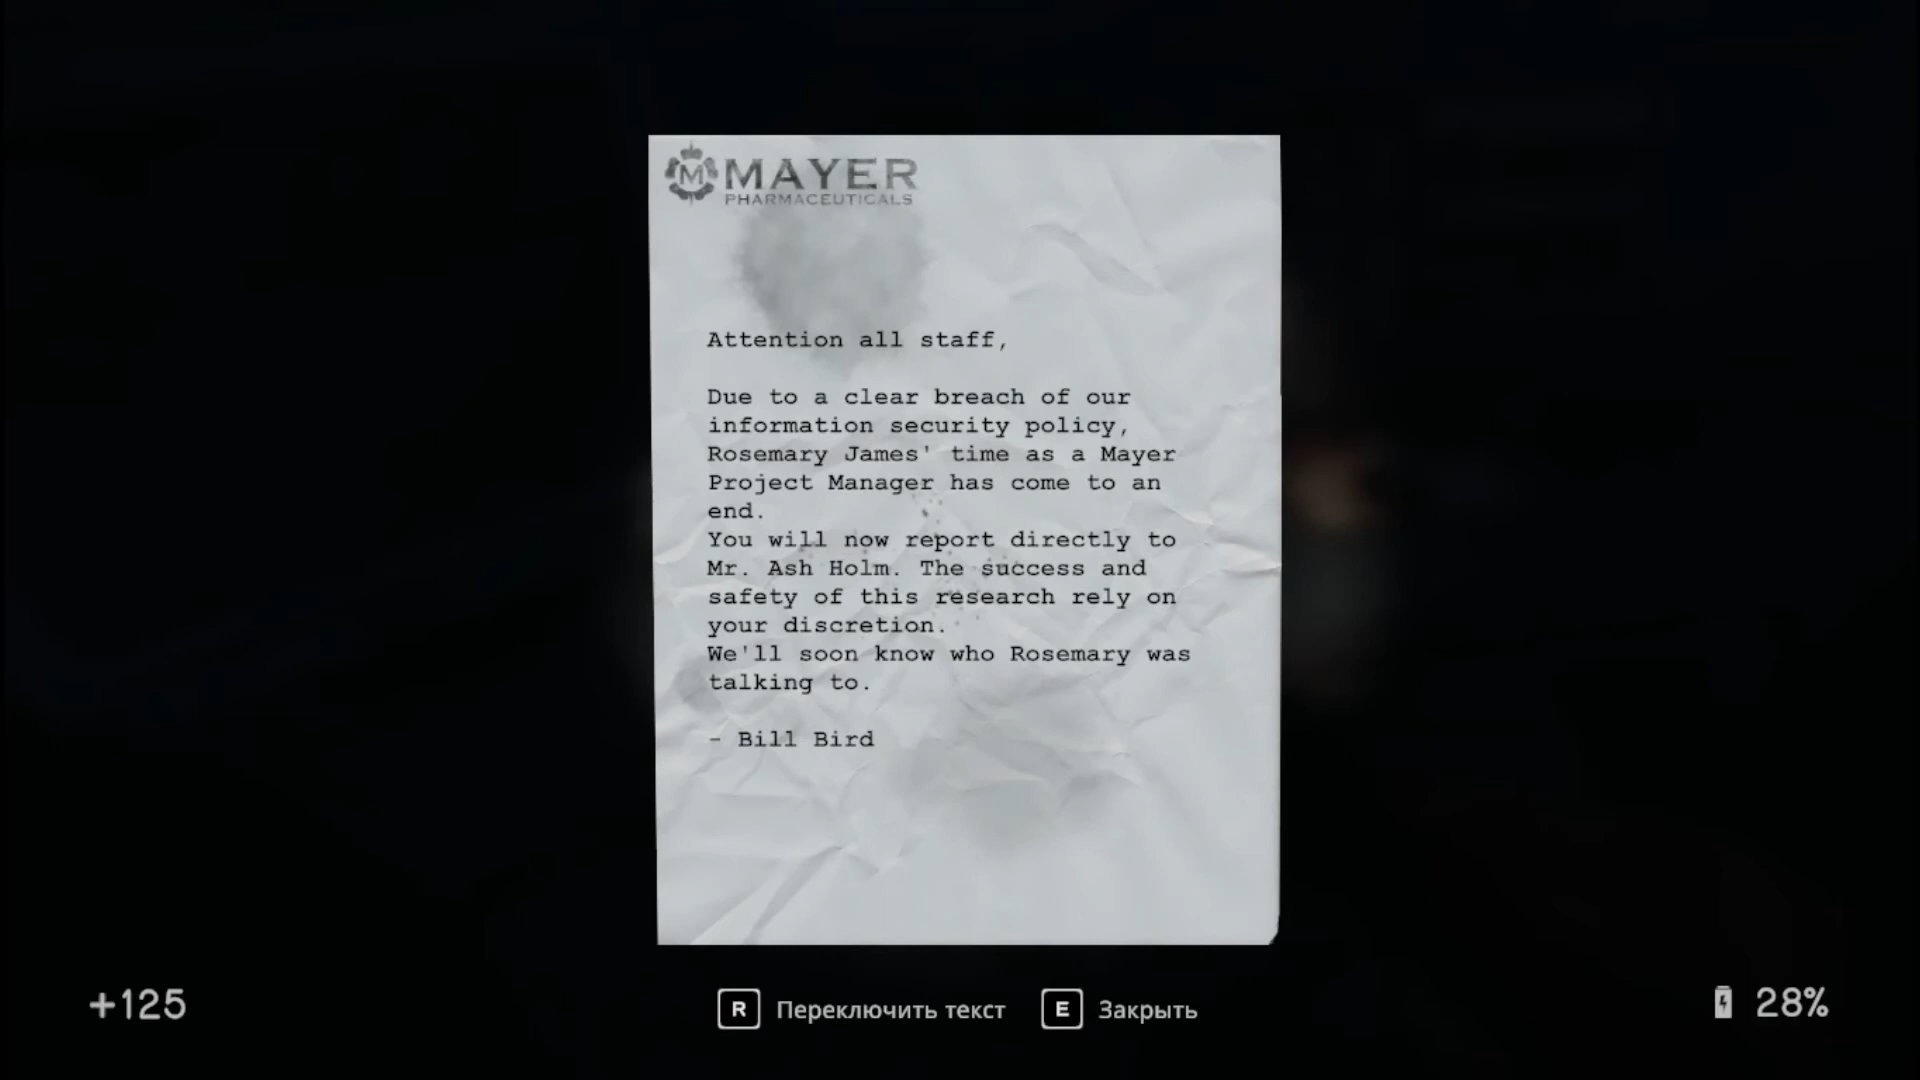 M MAYER
PHARMACEUTICALS
Attention all staff,
Due to a clear breach of our
information security policy,
Rosemary James' time as a Mayer
Project Manager has come to an
end.
You will now report directly to
Mr. Ash Holm. The success and
safety of this research rely on
your discretion.
We'll soon know who Rosemary was
talking to.
- Bill Bird
+125
R Переключить текст E Закрыть
28%